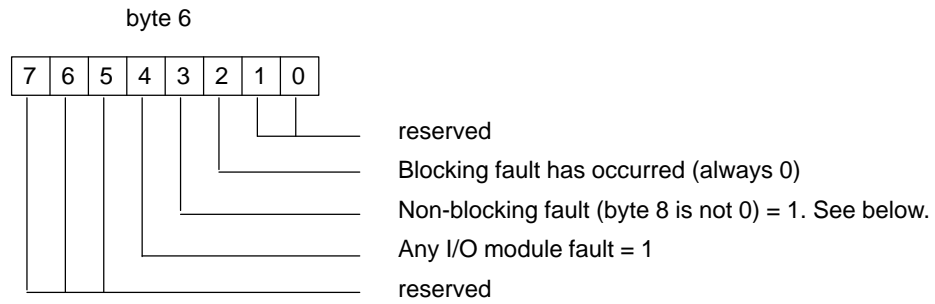 byte 6
7 6 5 4 3 2 1 0
reserved
Blocking fault has occurred (always 0)
Non-blocking fault (byte 8 is not 0) = 1. See below.
Any I/O module fault = 1
reserved